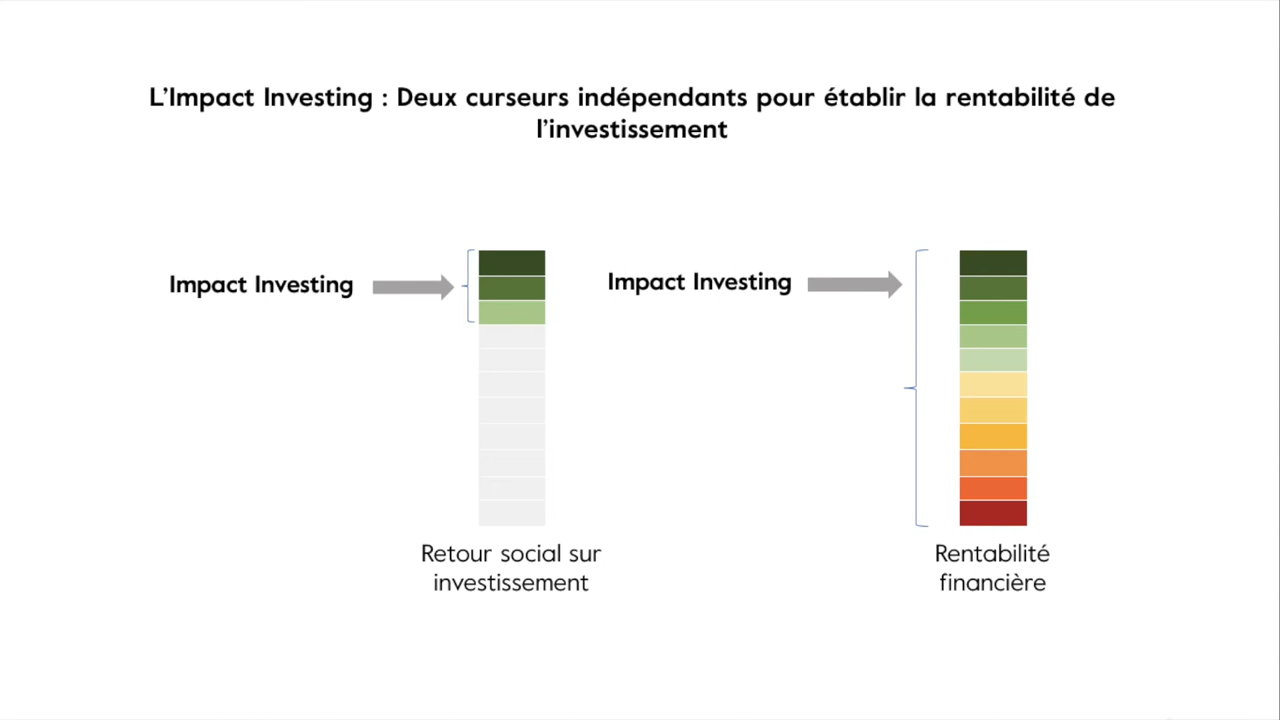 L’Impact Investing : Deux curseurs indépendants pour établir la rentabilité de
l’investissement
Impact Investing
Impact Investing
Retour social sur
investissement
Rentabilité
financière